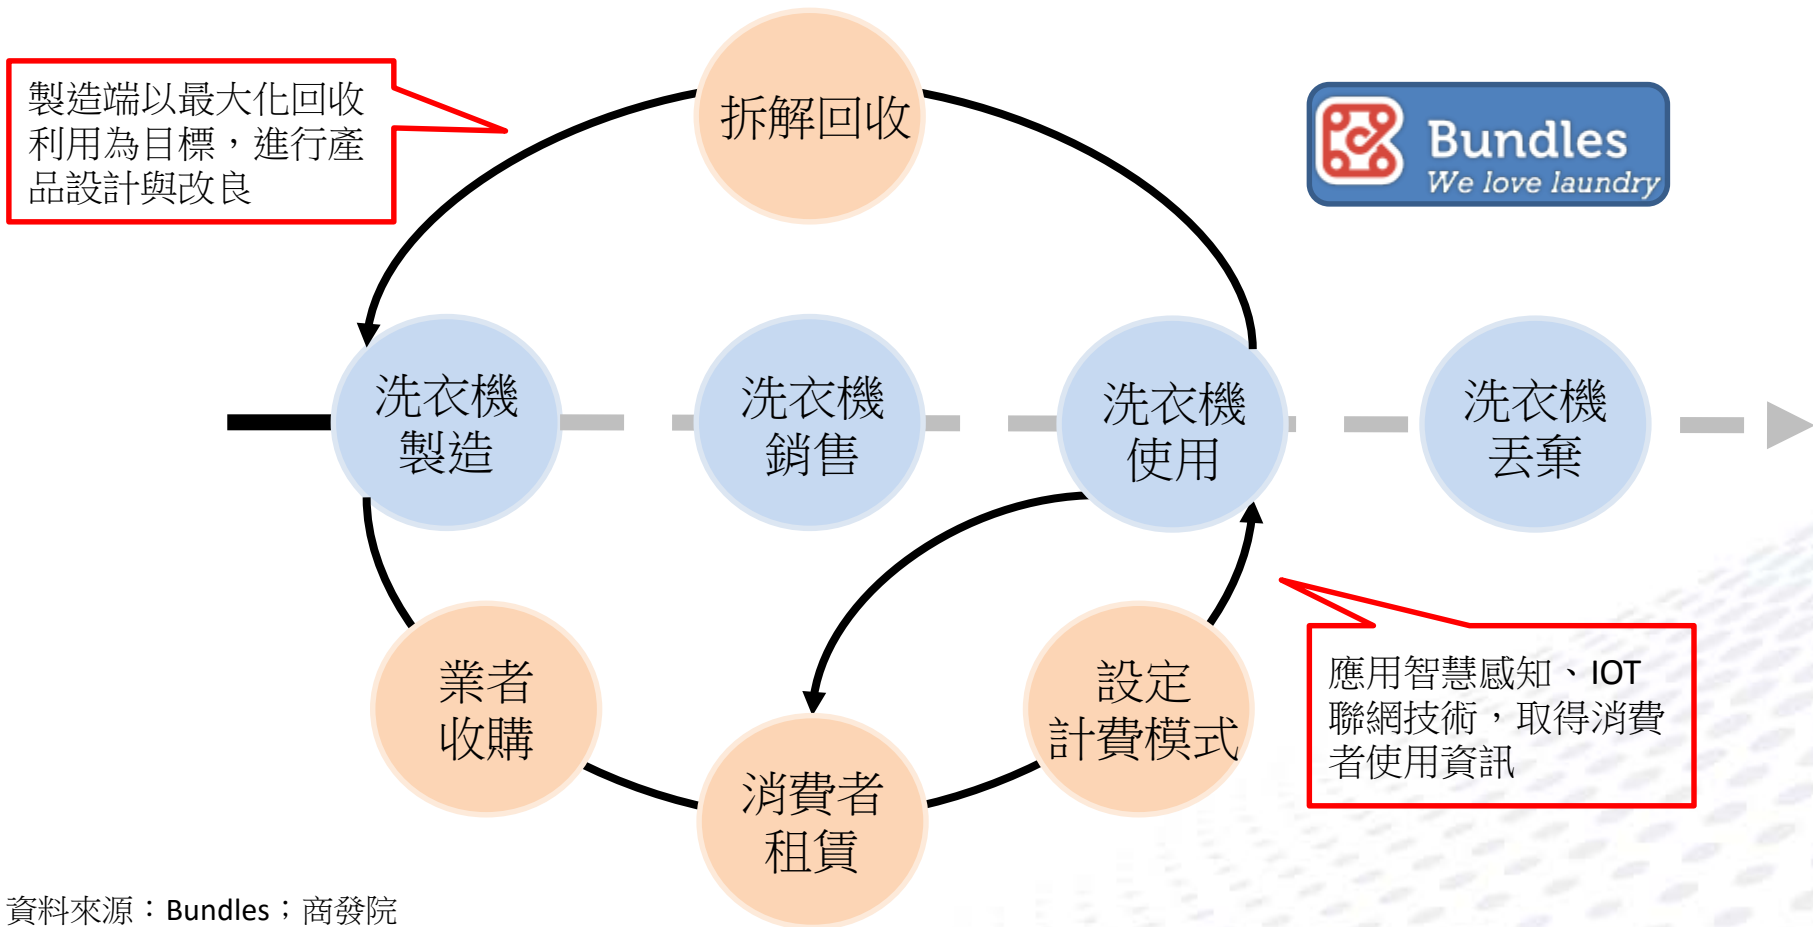 製造端以最大化回收
利用為目標，進行產
品設計與改良
拆解回收
Bundles
We love laundry
洗衣機
製造
洗衣機
銷售
洗衣機
使用
洗衣機
丟棄
業者
收購
消費者
租賃
設定
計費模式
應用智慧感知、IOT
聯網技術，取得消費
者使用資訊
資料來源：Bundles；商發院